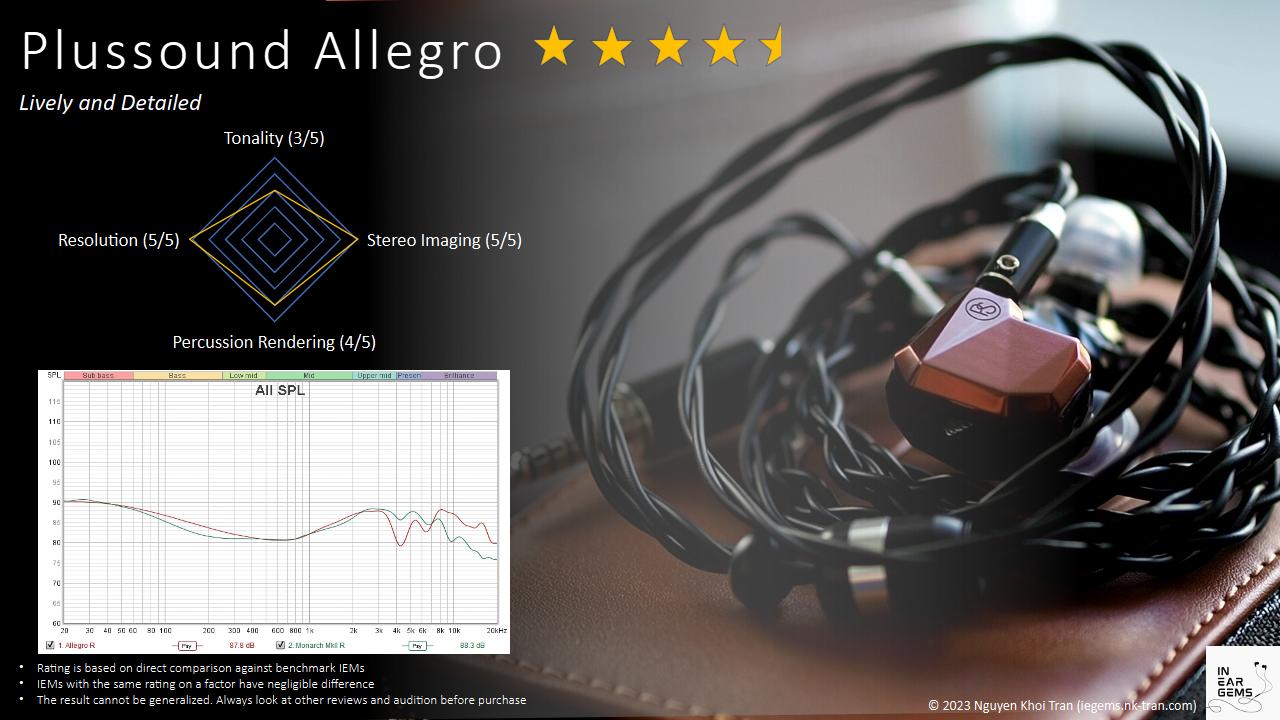 Plussound Allegro
Lively and Detailed
Tonality (3/5)
Resolution (5/5)
Stereo Imaging (5/5)
Percussion Rendering (4/5)
SPL Sub bass Bass Low mid Mid Upper mid Presen Brilliance
All SPL
115
110
105
100
95
90
85
80
75
70
65
60
20 30 40 50 60 80 100 200 300 400 600 800 1k 2k 3k 4k 5k 6k 8k 10k 20kHz
1: Allegro R 87.8 dB 2: Monarch MkII R 88.3 dB
• Rating is based on direct comparison against benchmark IEMs
• IEMs with the same rating on a factor have negligible difference
• The result cannot be generalized. Always look at other reviews and audition before purchase
© 2023 Nguyen Khoi Tran (iegems.nk-tran.com)
IN
EAR
GEMS